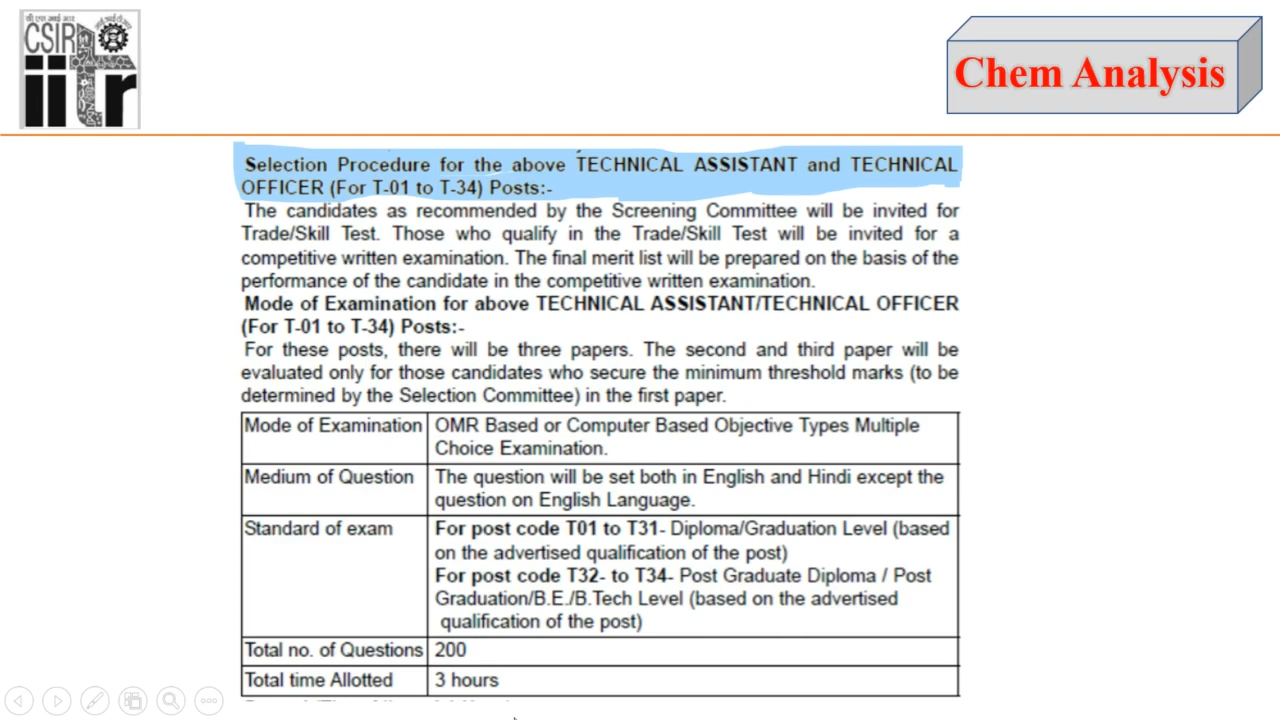 सी एस आई आर
CSIR
iitr
Chem Analysis
Selection Procedure for the above TECHNICAL ASSISTANT and TECHNICAL
OFFICER (For T-01 to T-34) Posts:-
The candidates as recommended by the Screening Committee will be invited for
Trade/Skill Test. Those who qualify in the Trade/Skill Test will be invited for a
competitive written examination. The final merit list will be prepared on the basis of the
performance of the candidate in the competitive written examination.
Mode of Examination for above TECHNICAL ASSISTANT/TECHNICAL OFFICER
(For T-01 to T-34) Posts:-
For these posts, there will be three papers. The second and third paper will be
evaluated only for those candidates who secure the minimum threshold marks (to be
determined by the Selection Committee) in the first paper.
Mode of Examination OMR Based or Computer Based Objective Types Multiple
Choice Examination.
Medium of Question The question will be set both in English and Hindi except the
question on English Language.
Standard of exam For post code T01 to T31- Diploma/Graduation Level (based
on the advertised qualification of the post)
For post code T32- to T34- Post Graduate Diploma / Post
Graduation/B.E./B.Tech Level (based on the advertised
qualification of the post)
Total no. of Questions 200
Total time Allotted 3 hours